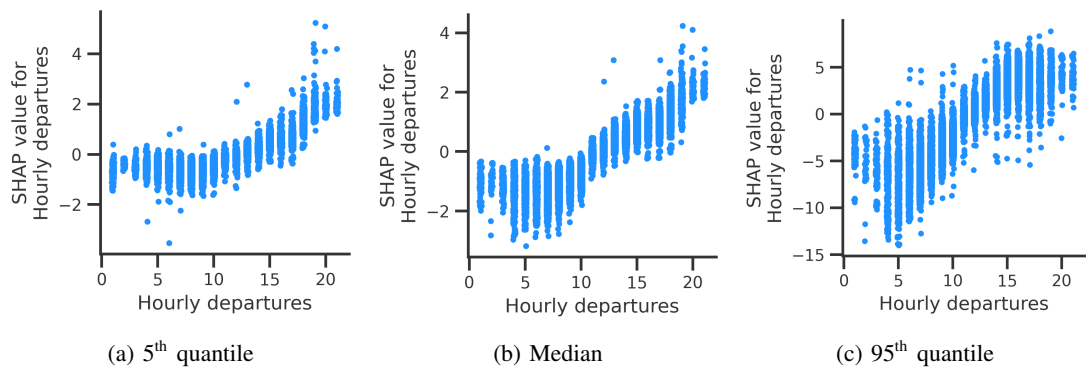 SHAP value for
Hourly departures
4
2
0
−2
0
5
10
15
20
Hourly departures
(a) 5th quantile
SHAP value for
Hourly departures
4
2
0
−2
0
5
10
15
20
Hourly departures
(b) Median
SHAP value for
Hourly departures
5
0
−5
−10
−15
0
5
10
15
20
Hourly departures
(c) 95th quantile